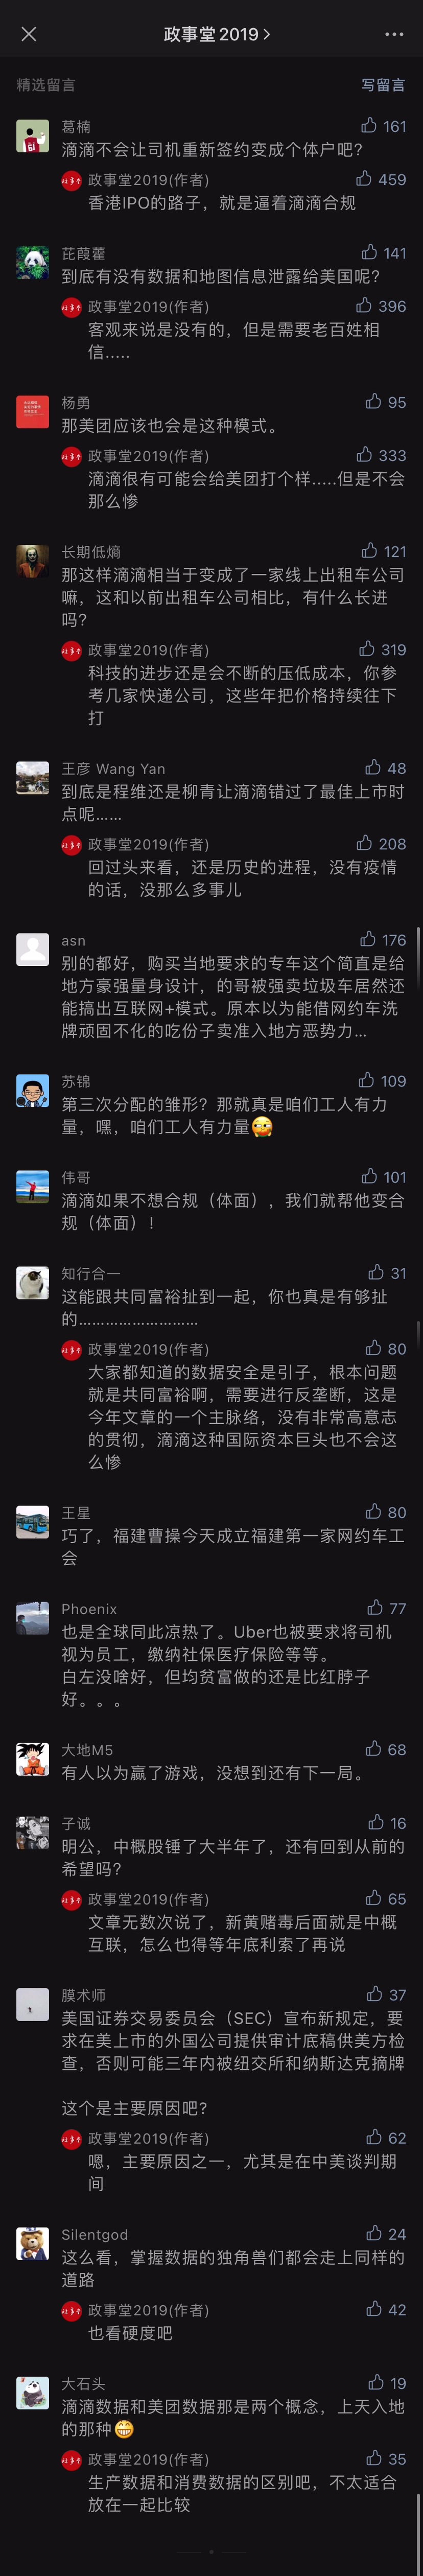 政事堂2019
精选留言
写留言
葛楠
161
滴滴不会让司机重新签约变成个体户吧?
政事堂2019(作者)
459
香港IPO的路子，就是逼着滴滴合规
芘葭藿
141
到底有没有数据和地图信息泄露给美国呢?
政事堂2019(作者)
396
客观来说是没有的，但是需要老百姓相
信.....
杨勇
95
那美团应该也会是这种模式。
政事堂2019(作者)
333
滴滴很有可能会给美团打个样.....但是不会
那么惨
长期低熵
121
那这样滴滴相当于变成了一家线上出租车公司
嘛，这和以前出租车公司相比，有什么长进
吗?
政事堂2019(作者)
319
科技的进步还是会不断的压低成本，你参
考几家快递公司，这些年把价格持续往下
打
王彦 Wang Yan
48
到底是程维还是柳青让滴滴错过了最佳上市时
点呢……
政事堂2019(作者)
208
回过头来看，还是历史的进程，没有疫情
的话，没那么多事儿
asn
176
别的都好，购买当地要求的专车这个简直是给
地方豪强量身设计，的哥被强卖垃圾车居然还
能搞出互联网+模式。原本以为能借网约车洗
牌顽固不化的吃份子卖准入地方恶势力...
苏锦
109
第三次分配的雏形？那就真是咱们工人有力
量，嘿，咱们工人有力量
伟哥
101
滴滴如果不想合规（体面），我们就帮他变合
规（体面）！
知行合一
31
这能跟共同富裕扯到一起，你也真是有够扯
的……………………
政事堂2019(作者)
80
大家都知道的数据安全是引子，根本问题
就是共同富裕啊，需要进行反垄断，这是
今年文章的一个主脉络，没有非常高意志
的贯彻，滴滴这种国际资本巨头也不会这
么惨
王星
80
巧了，福建曹操今天成立福建第一家网约车工
会
Phoenix
77
也是全球同此凉热了。Uber也被要求将司机
视为员工，缴纳社保医疗保险等等。
白左没啥好，但均贫富做的还是比红脖子
好。。。
大地M5
68
有人以为赢了游戏，没想到还有下一局。
子诚
16
明公，中概股锤了大半年了，还有回到从前的
希望吗?
政事堂2019(作者)
65
文章无数次说了，新黄赌毒后面就是中概
互联，怎么也得等年底利索了再说
膜术师
37
美国证券交易委员会（SEC）宣布新规定，要
求在美上市的外国公司提供审计底稿供美方检
查，否则可能三年内被纽交所和纳斯达克摘牌
这个是主要原因吧?
政事堂2019(作者)
62
嗯，主要原因之一，尤其是在中美谈判期
间
Silentgod
24
这么看，掌握数据的独角兽们都会走上同样的
道路
政事堂2019(作者)
42
也看硬度吧
大石头
19
滴滴数据和美团数据那是两个概念，上天入地
的那种
政事堂2019(作者)
35
生产数据和消费数据的区别吧，不太适合
放在一起比较